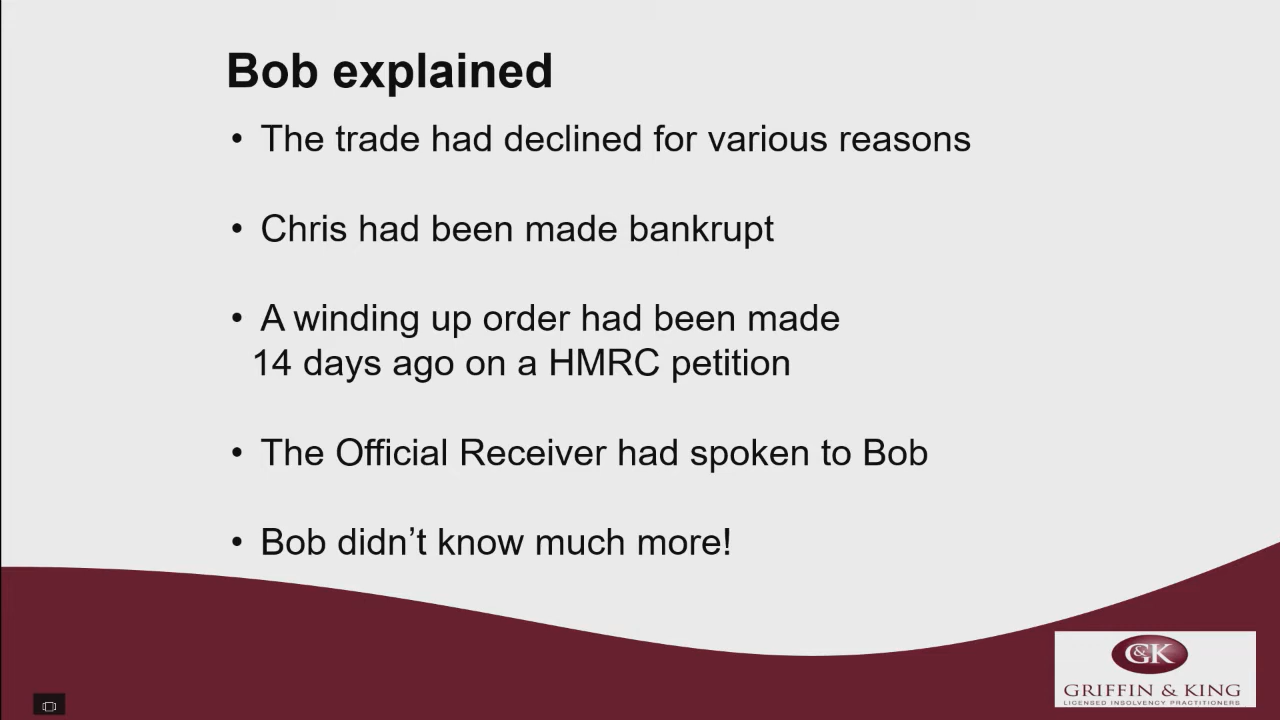 Bob explained
• The trade had declined for various reasons
• Chris had been made bankrupt
• A winding up order had been made
14 days ago on a HMRC petition
• The Official Receiver had spoken to Bob
• Bob didn’t know much more!
G&K
GRIFFIN & KING
LICENSED INSOLVENCY PRACTITIONERS